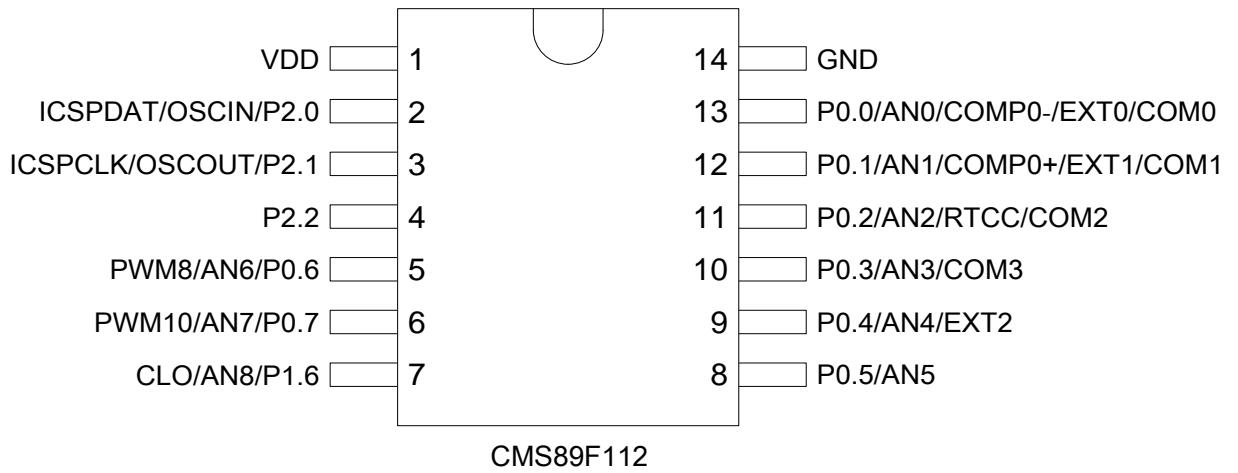 VDD 1 14 GND
ICSPDAT/OSCIN/P2.0 2 13 P0.0/AN0/COMP0-/EXT0/COM0
ICSPCLK/OSCOUT/P2.1 3 12 P0.1/AN1/COMP0+/EXT1/COM1
P2.2 4 11 P0.2/AN2/RTCC/COM2
PWM8/AN6/P0.6 5 10 P0.3/AN3/COM3
PWM10/AN7/P0.7 6 9 P0.4/AN4/EXT2
CLO/AN8/P1.6 7 8 P0.5/AN5
CMS89F112